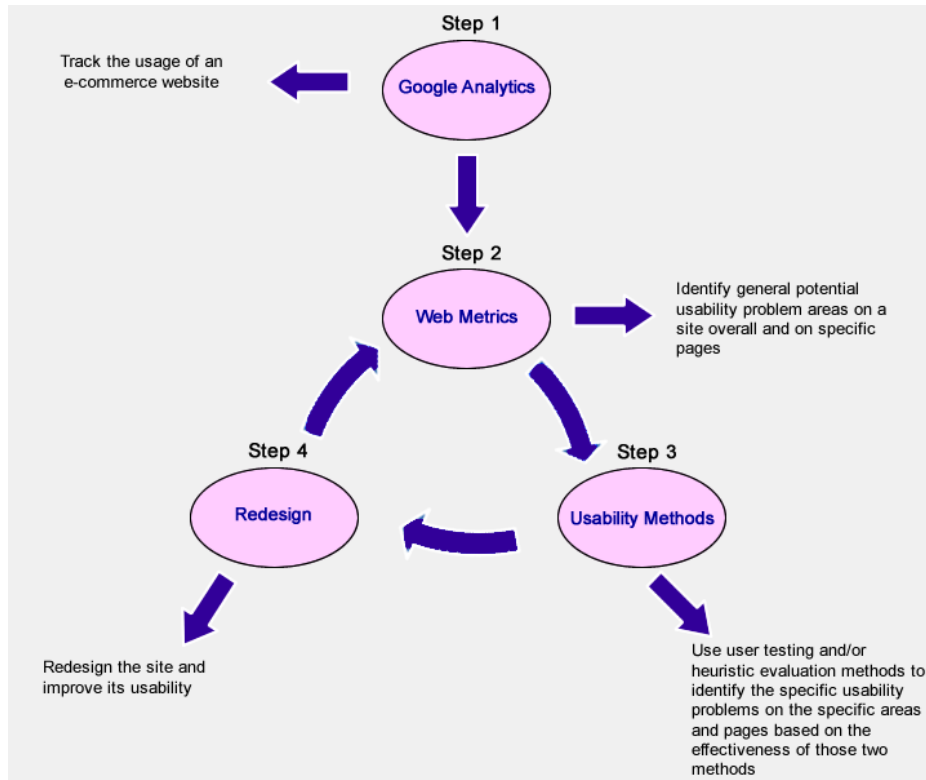 Step 1
Google Analytics
Track the usage of an
e-commerce website
Step 2
Web Metrics
Identify general potential
usability problem areas on a
site overall and on specific
pages
Step 3
Usability Methods
Use user testing and/or
heuristic evaluation methods to
identify the specific usability
problems on the specific areas
and pages based on the
effectiveness of those two
methods
Step 4
Redesign
Redesign the site and
improve its usability